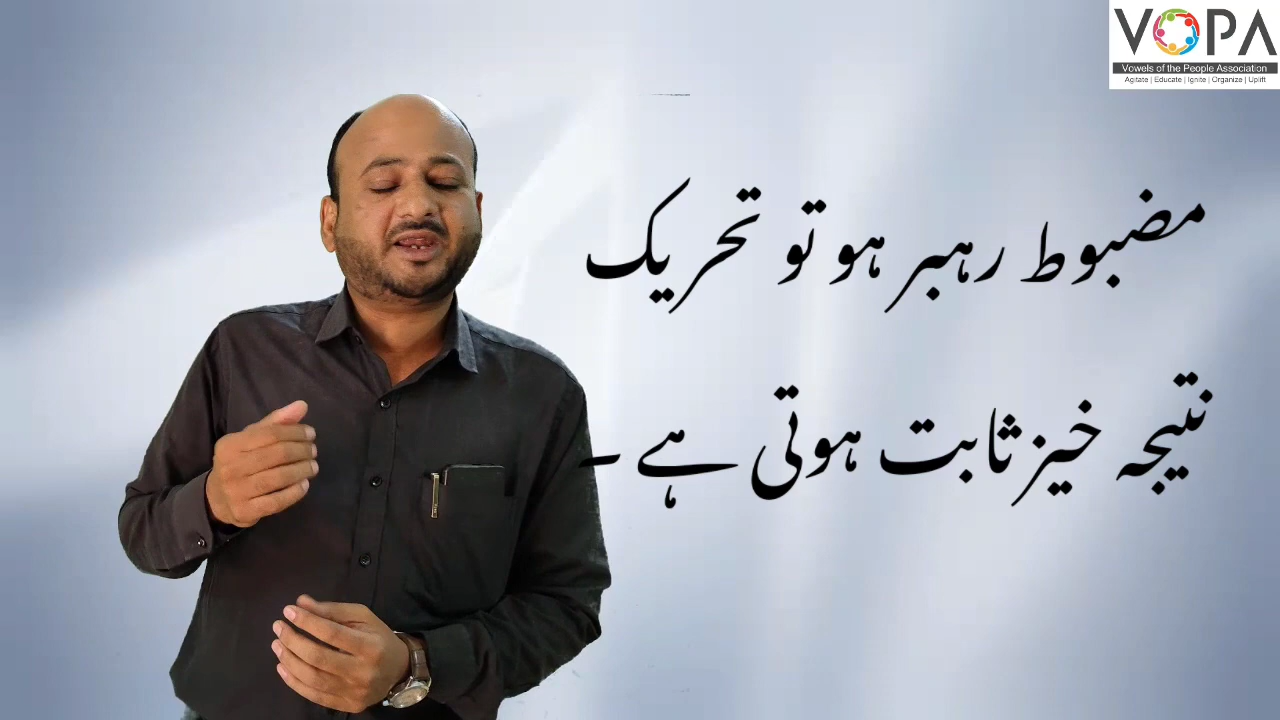 VOPA
Vowels of the People Association
Agitate | Educate | Ignite | Organize | Uplift
مضبوط رہبر ہو تو تحریک
نتیجہ خیز ثابت ہوتی ہے۔